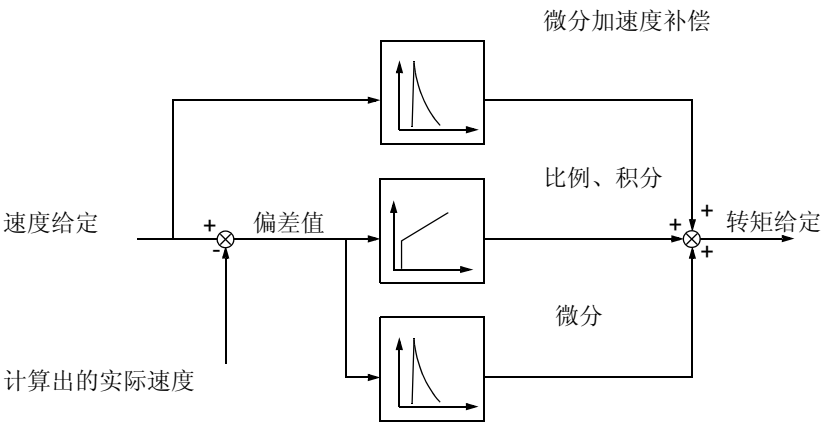 微分加速度补偿
比例、积分
速度给定
+
偏差值
-
+
+
转矩给定
+
微分
计算出的实际速度